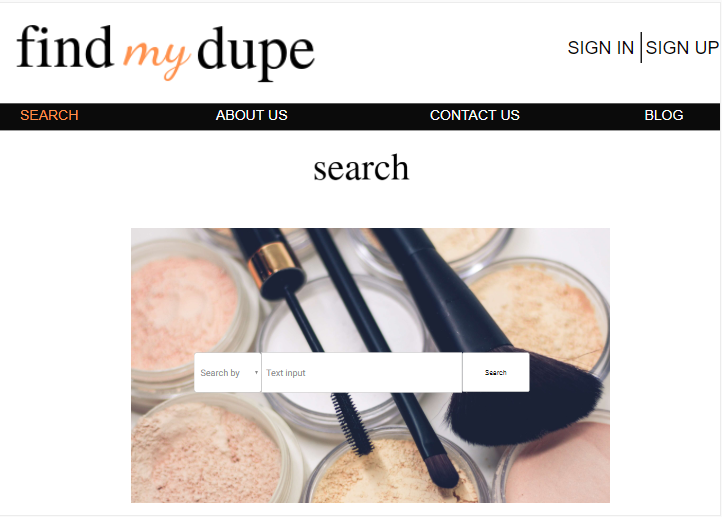 find my dupe
SIGN IN SIGN UP
SEARCH ABOUT US CONTACT US BLOG
search
Search by Text input Search